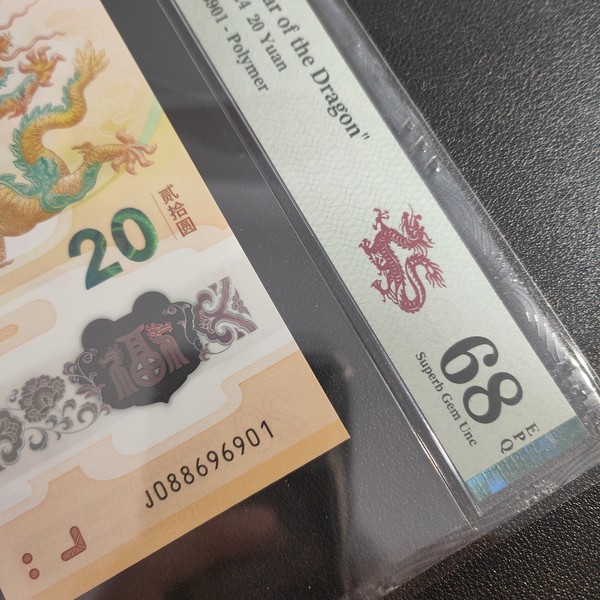 ar of the Dragon"
4 20 Yuan
901 - Polymer
68
EPQ
Superb Gem Unc
20
贰拾圆
福
J088696901